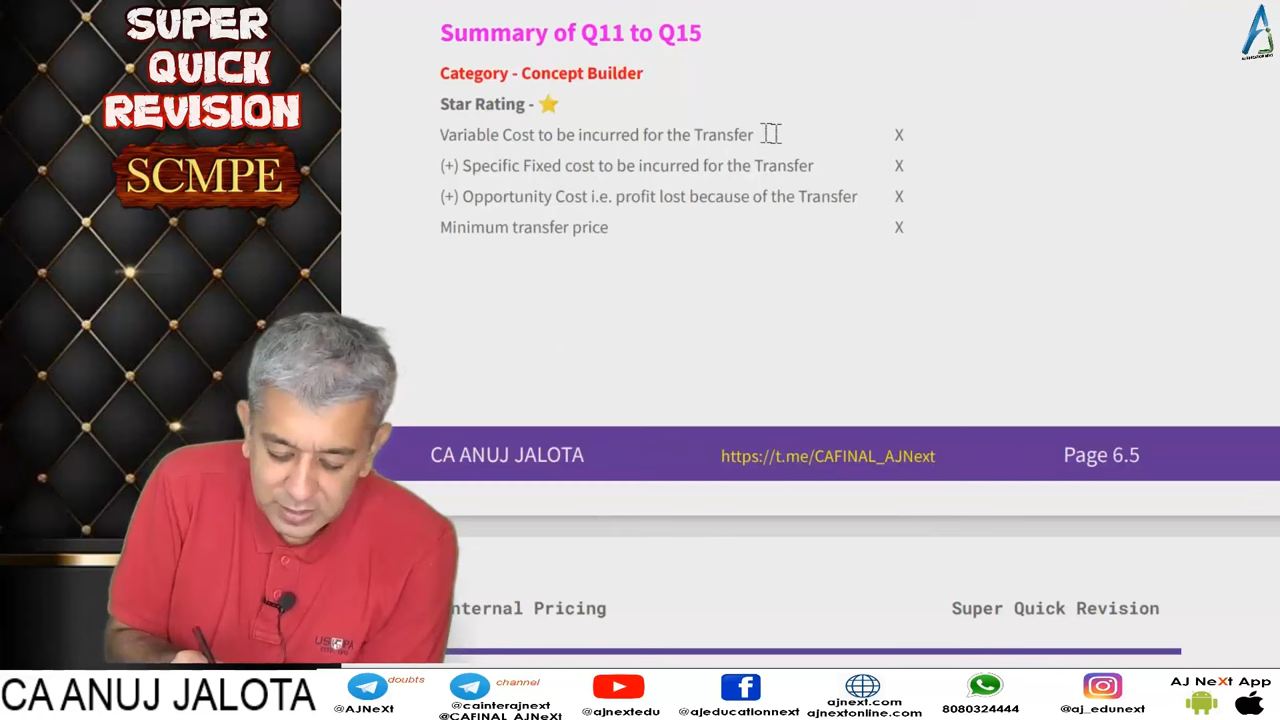 SUPER
QUICK
REVISION
SCMPE
Summary of Q11 to Q15
Category - Concept Builder
Star Rating - ⭐
Variable Cost to be incurred for the Transfer X
(+) Specific Fixed cost to be incurred for the Transfer X
(+) Opportunity Cost i.e. profit lost because of the Transfer X
Minimum transfer price X
CA ANUJ JALOTA https://t.me/CAFINAL_AJNext Page 6.5
nternal Pricing Super Quick Revision
CA ANUJ JALOTA
doubts
@AJNeXt
channel
@cainterajnext
@CAFINAL_AJNeXt
@ajnextedu
@ajeducationnext
ajnext.com
ajnextonline.com
8080324444
@aj_edunext
AJ NeXt App